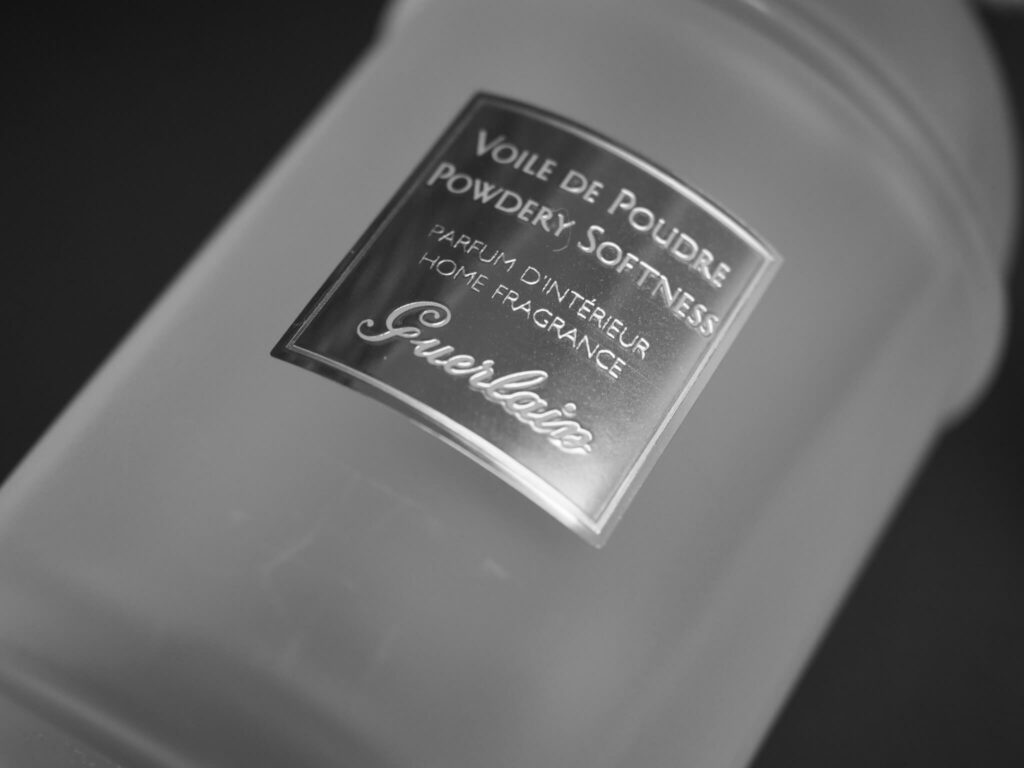 Voile de Poudre
Powdery Softness
PARFUM D'INTÉRIEUR
HOME FRAGRANCE
Guerlain